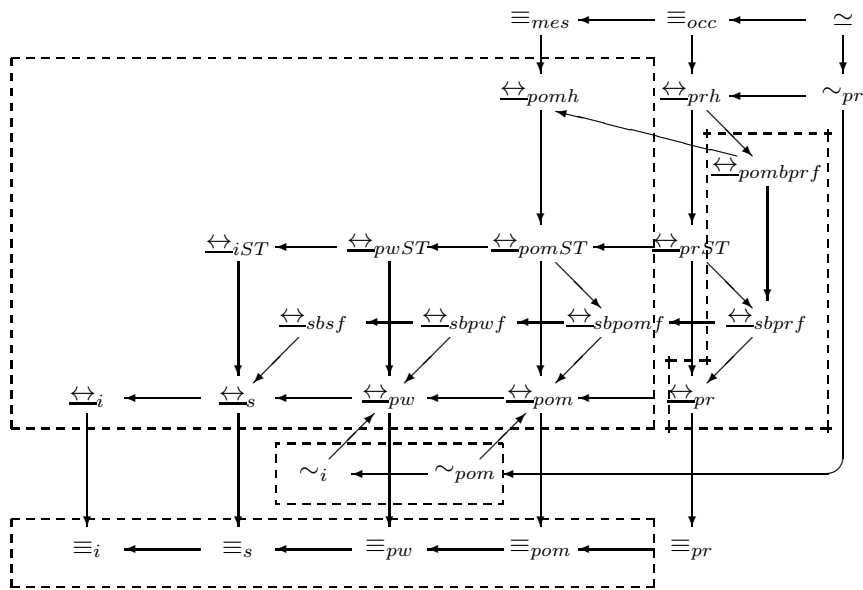 ≡mes ≡occ ≃
↔pomh ↔prh ∼pr
↔pombprf
↔iST ↔pwST ↔pomST ↔prST
↔sbsf ↔sbpwf ↔sbpomf ↔sbprf
↔i ↔s ↔pw ↔pom ↔pr
∼i ∼pom
≡i ≡s ≡pw ≡pom ≡pr